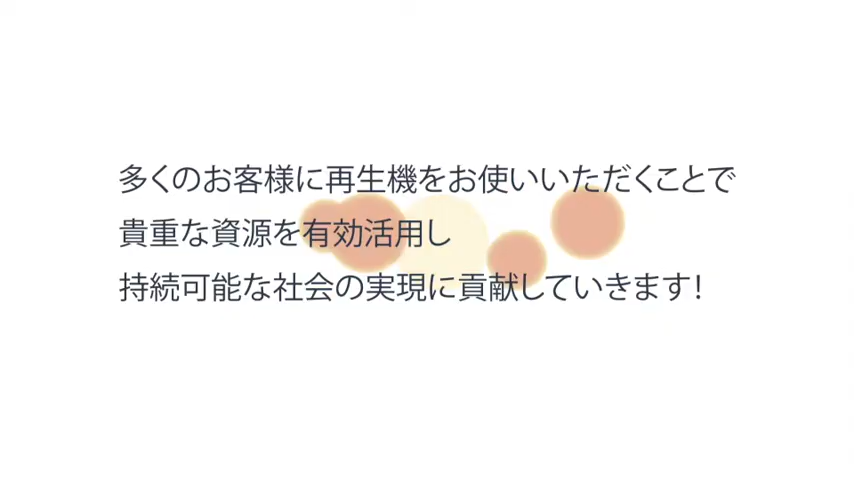 多くのお客様に再生機をお使いいただくことで
貴重な資源を有効活用し
持続可能な社会の実現に貢献していきます!